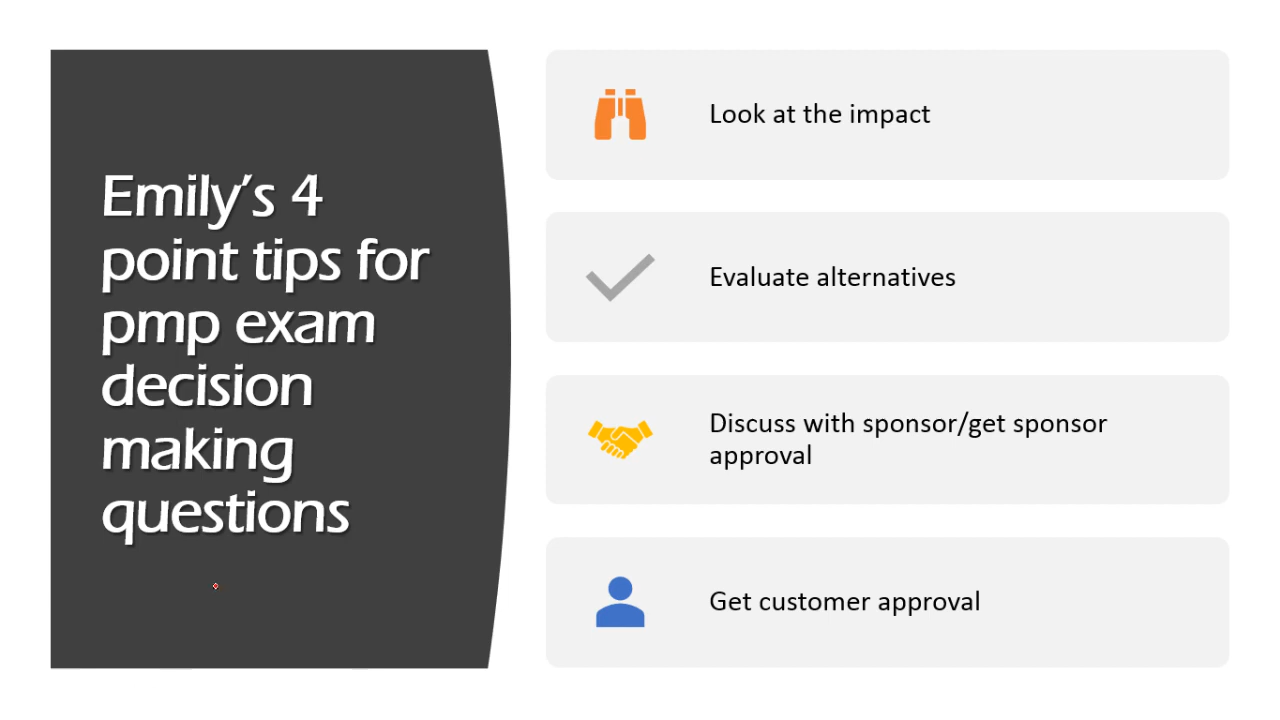 Emily’s 4
point tips for
pmp exam
decision
making
questions
Look at the impact
Evaluate alternatives
Discuss with sponsor/get sponsor
approval
Get customer approval